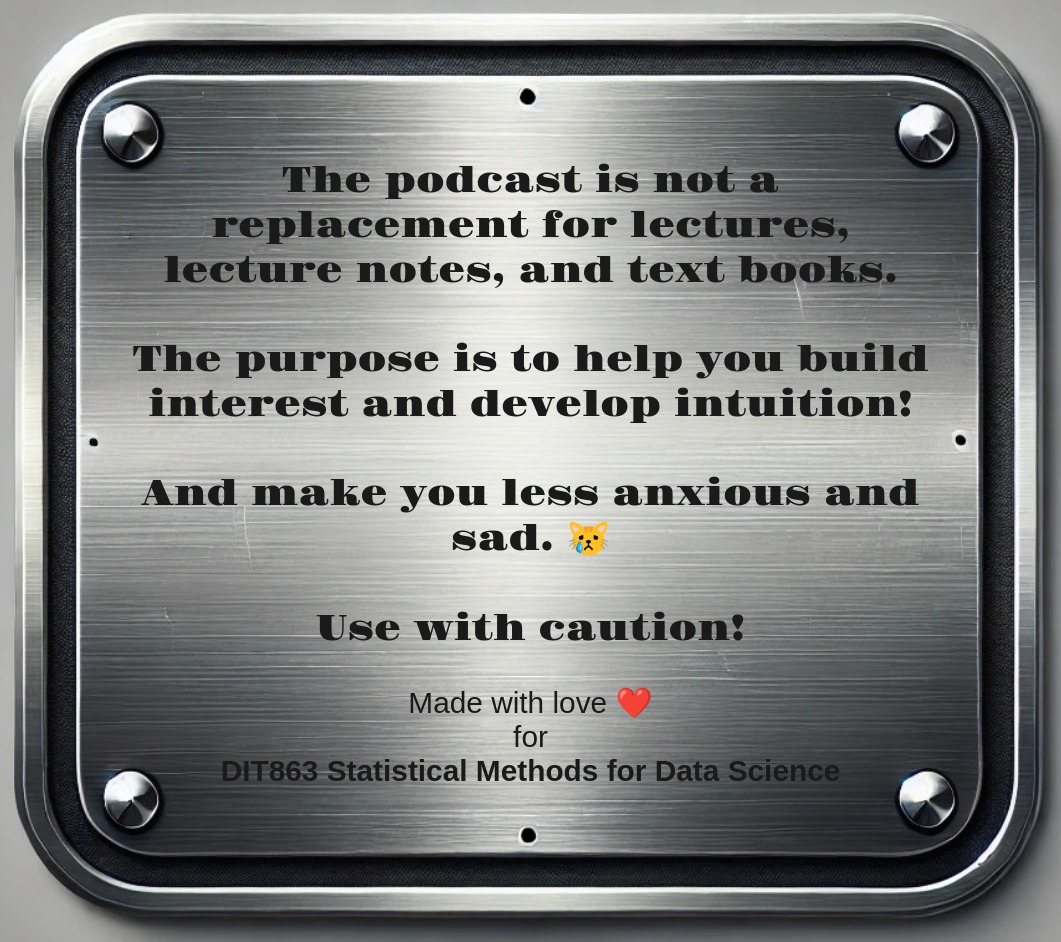 The podcast is not a
replacement for lectures,
lecture notes, and text books.
The purpose is to help you build
interest and develop intuition!
And make you less anxious and
sad. 😿
Use with caution!
Made with love ❤️
for
DIT863 Statistical Methods for Data Science